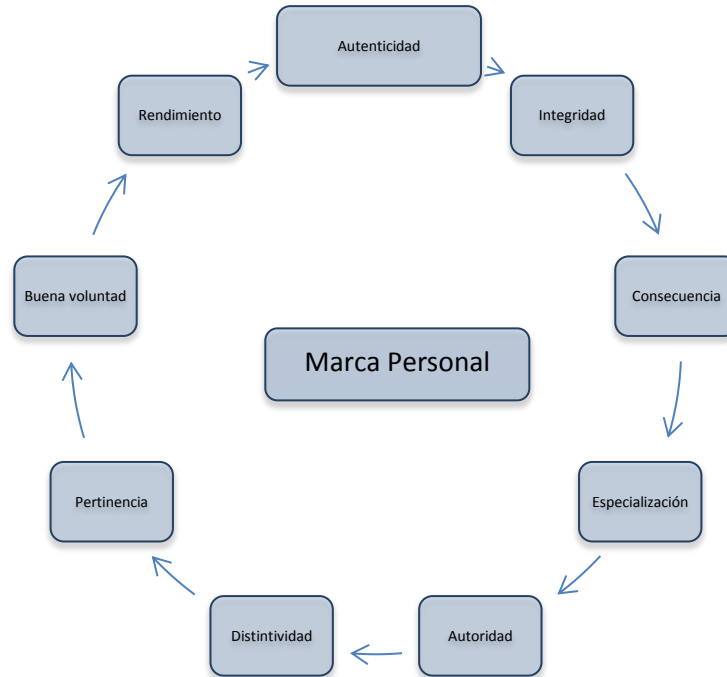 Autenticidad
Integridad
Consecuencia
Especialización
Autoridad
Distintividad
Pertinencia
Buena voluntad
Rendimiento
Marca Personal